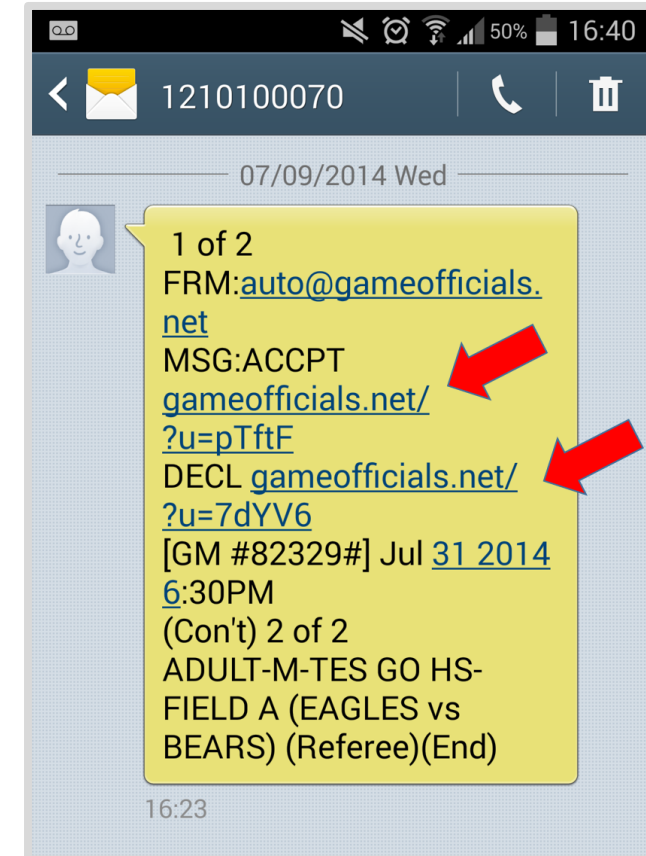 50% 16:40
1210100070
07/09/2014 Wed
1 of 2
FRM:auto@gameofficials.
net
MSG:ACCPT
gameofficials.net/
?u=pTftF
DECL gameofficials.net/
?u=7dYV6
[GM #82329#] Jul 31 2014
6:30PM
(Con't) 2 of 2
ADULT-M-TES GO HS-
FIELD A (EAGLES vs
BEARS) (Referee)(End)
16:23